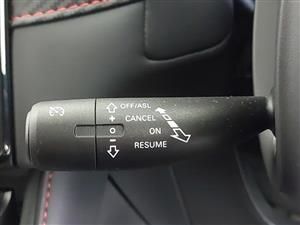 OFF/ASL
+ CANCEL
O ON
− RESUME